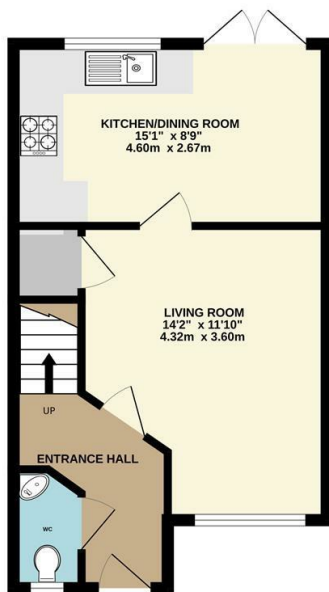 KITCHEN/DINING ROOM
15'1" x 8'9"
4.60m x 2.67m
LIVING ROOM
14'2" x 11'10"
4.32m x 3.60m
UP
ENTRANCE HALL
WC